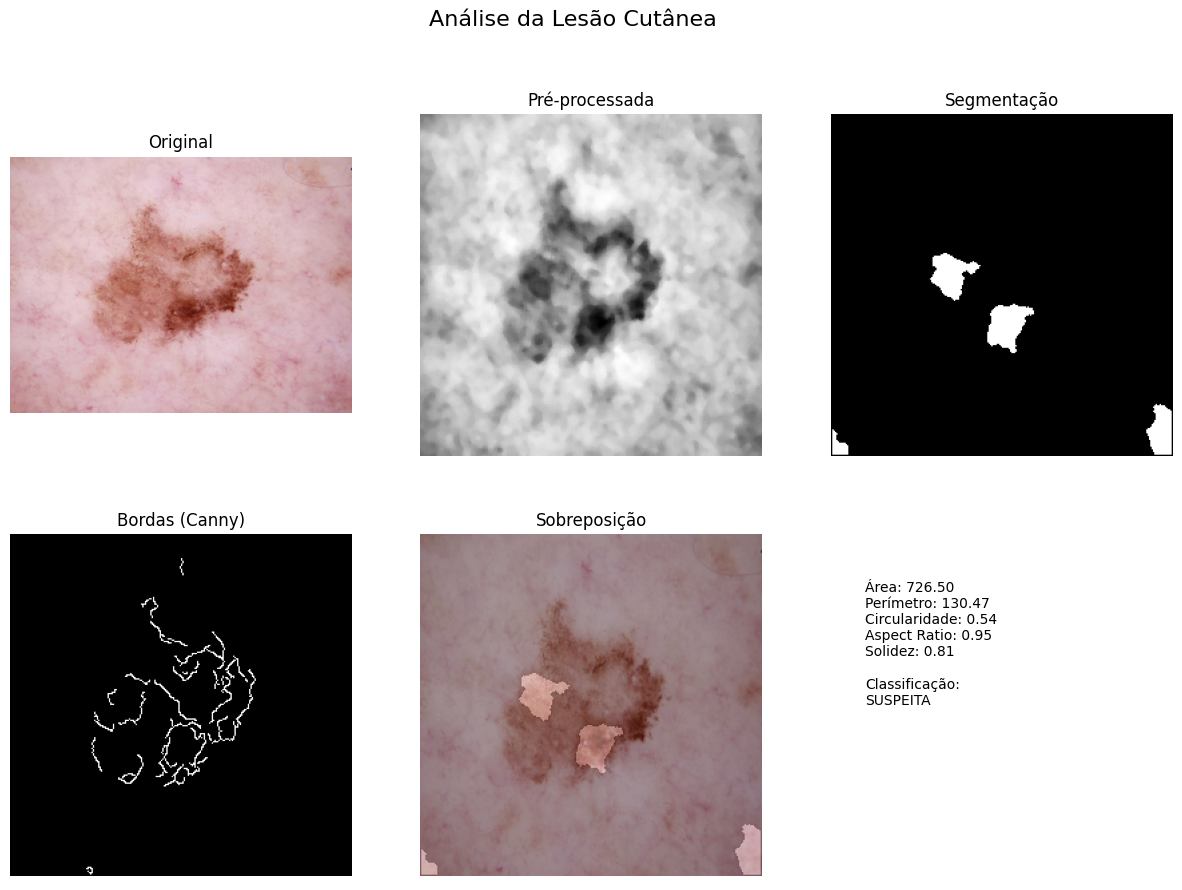 Análise da Lesão Cutânea
Original
Pré-processada
Segmentação
Bordas (Canny)
Sobreposição
Área: 726.50
Perímetro: 130.47
Circularidade: 0.54
Aspect Ratio: 0.95
Solidez: 0.81
Classificação:
SUSPEITA